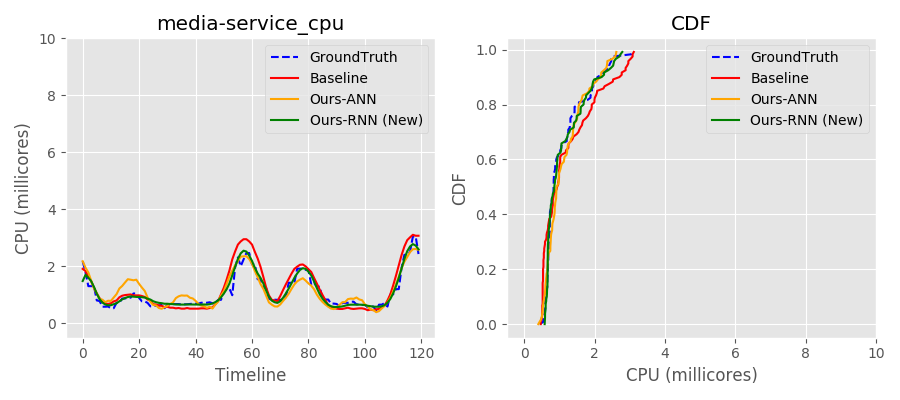 media-service_cpu
CPU (millicores)
10
8
6
4
2
0
0 20 40 60 80 100 120
Timeline
GroundTruth
Baseline
Ours-ANN
Ours-RNN (New)
CDF
CDF
1.0
0.8
0.6
0.4
0.2
0.0
0 2 4 6 8 10
CPU (millicores)
GroundTruth
Baseline
Ours-ANN
Ours-RNN (New)